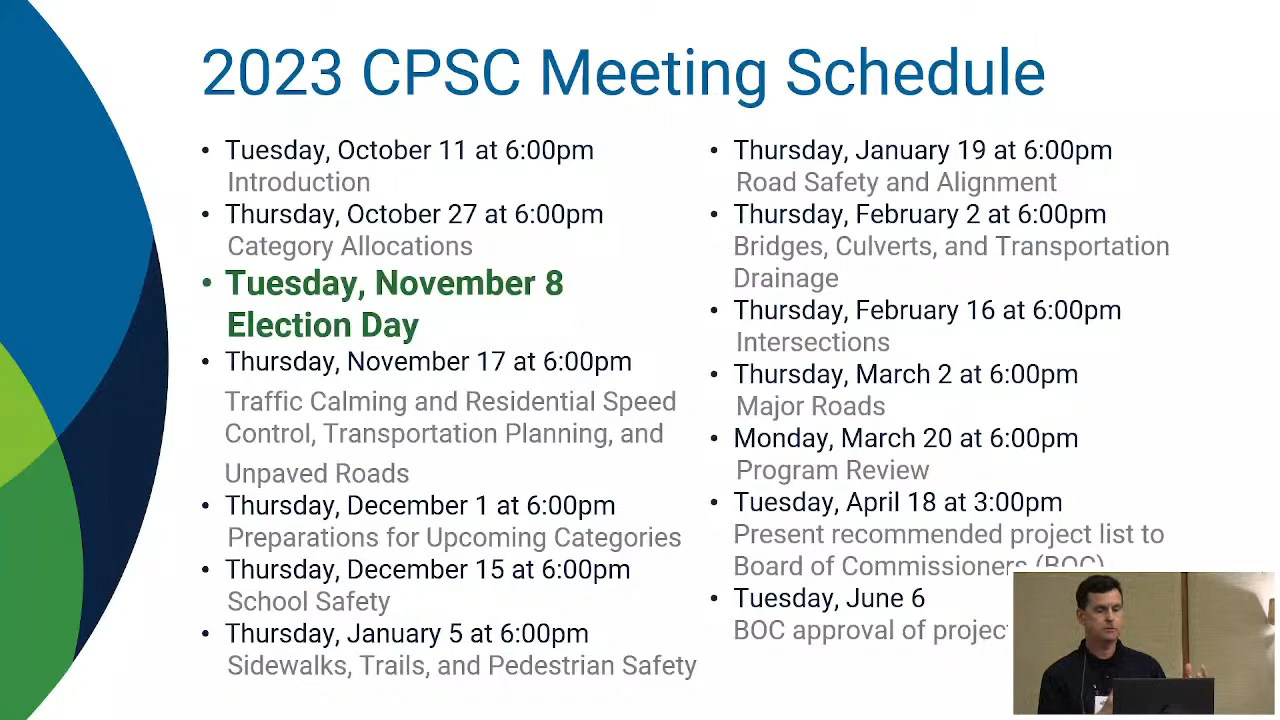 2023 CPSC Meeting Schedule
• Tuesday, October 11 at 6:00pm
Introduction
• Thursday, October 27 at 6:00pm
Category Allocations
• Tuesday, November 8
Election Day
• Thursday, November 17 at 6:00pm
Traffic Calming and Residential Speed
Control, Transportation Planning, and
Unpaved Roads
• Thursday, December 1 at 6:00pm
Preparations for Upcoming Categories
• Thursday, December 15 at 6:00pm
School Safety
• Thursday, January 5 at 6:00pm
Sidewalks, Trails, and Pedestrian Safety
• Thursday, January 19 at 6:00pm
Road Safety and Alignment
• Thursday, February 2 at 6:00pm
Bridges, Culverts, and Transportation
Drainage
• Thursday, February 16 at 6:00pm
Intersections
• Thursday, March 2 at 6:00pm
Major Roads
• Monday, March 20 at 6:00pm
Program Review
• Tuesday, April 18 at 3:00pm
Present recommended project list to
Board of Commissioners (BOC)
• Tuesday, June 6
BOC approval of project